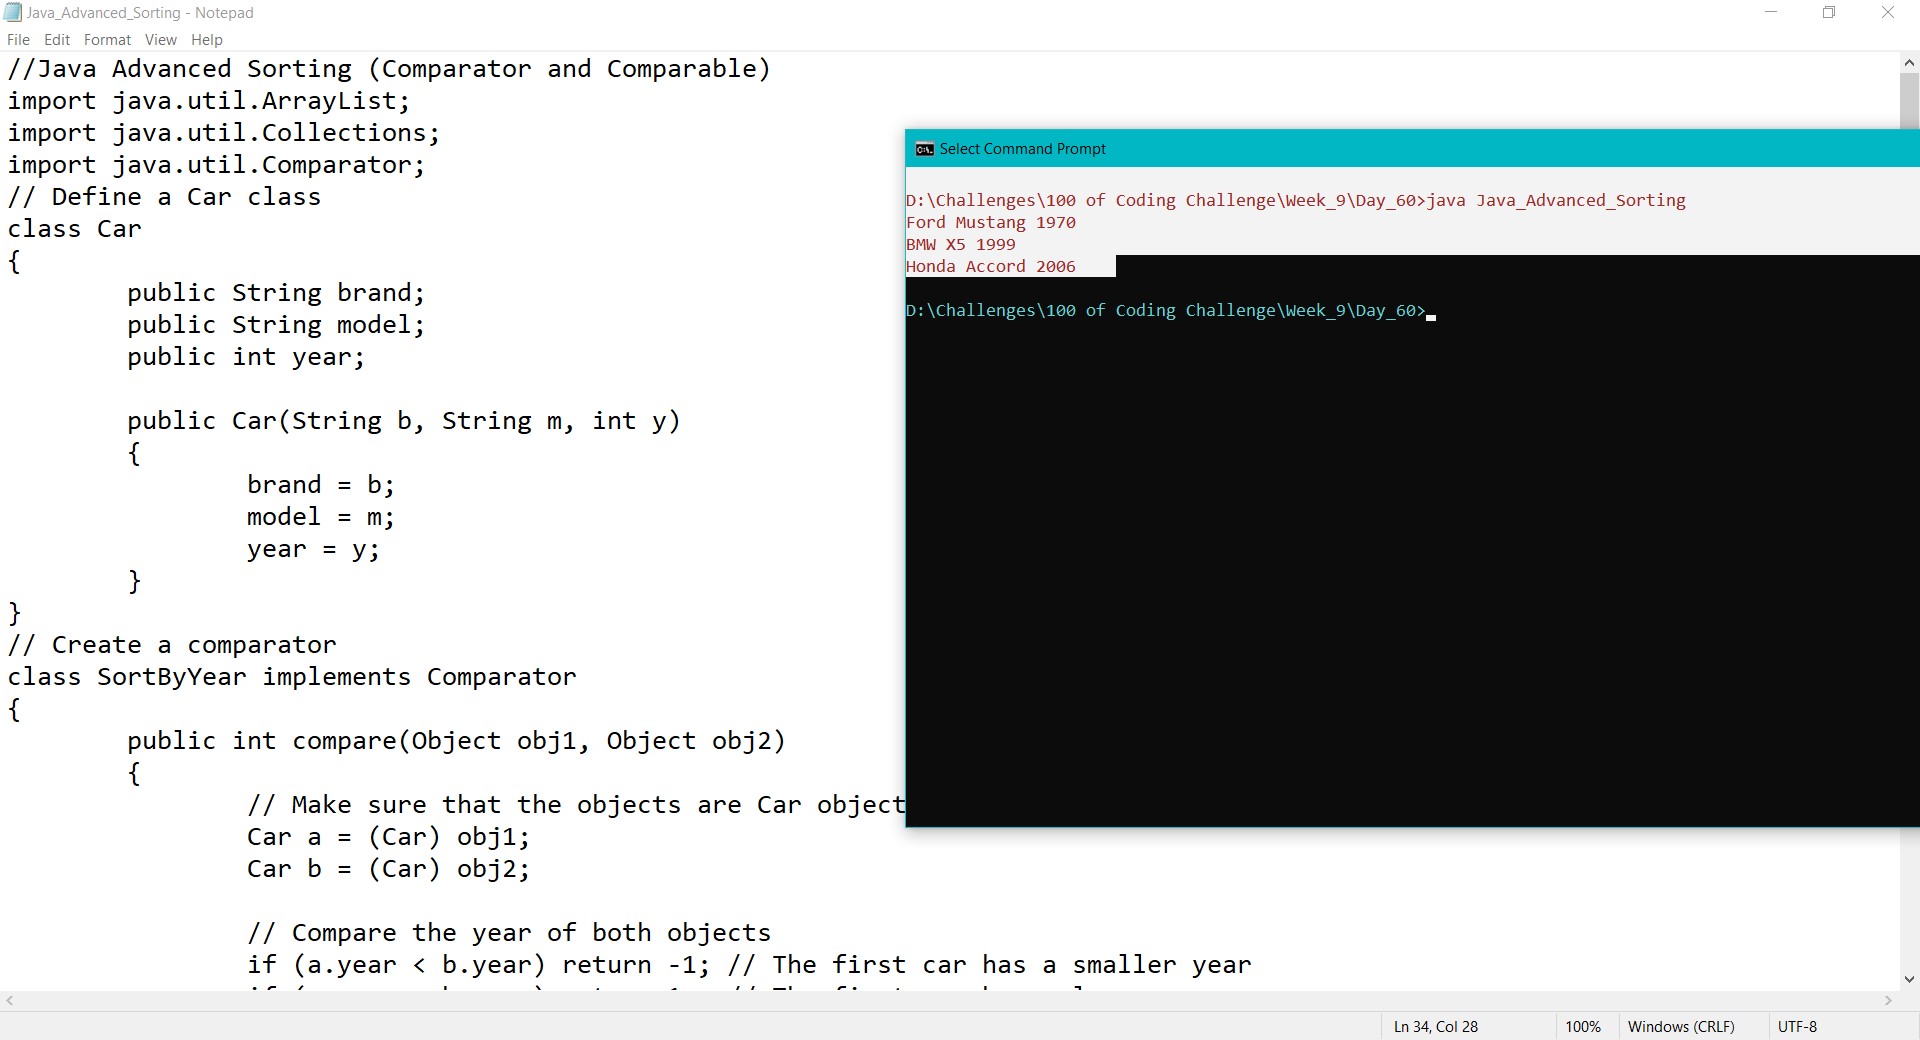 Java_Advanced_Sorting - Notepad
File Edit Format View Help
//Java Advanced Sorting (Comparator and Comparable)
import java.util.ArrayList;
import java.util.Collections;
import java.util.Comparator;
// Define a Car class
class Car
{
public String brand;
public String model;
public int year;
public Car(String b, String m, int y)
{
brand = b;
model = m;
year = y;
}
}
// Create a comparator
class SortByYear implements Comparator
{
public int compare(Object obj1, Object obj2)
{
// Make sure that the objects are Car object
Car a = (Car) obj1;
Car b = (Car) obj2;
// Compare the year of both objects
if (a.year < b.year) return -1; // The first car has a smaller year
Select Command Prompt
D:\Challenges\100 of Coding Challenge\Week_9\Day_60>java Java_Advanced_Sorting
Ford Mustang 1970
BMW X5 1999
Honda Accord 2006
D:\Challenges\100 of Coding Challenge\Week_9\Day_60>
Ln 34, Col 28
100%
Windows (CRLF)
UTF-8